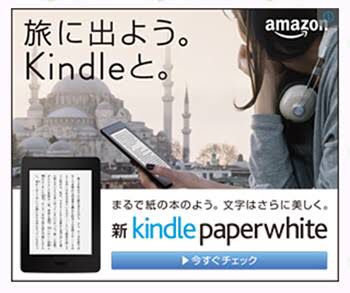 旅に出よう。
Kindleと。
amazon
まるで紙の本のよう。文字はさらに美しく。
新 kindle paperwhite
▶今すぐチェック